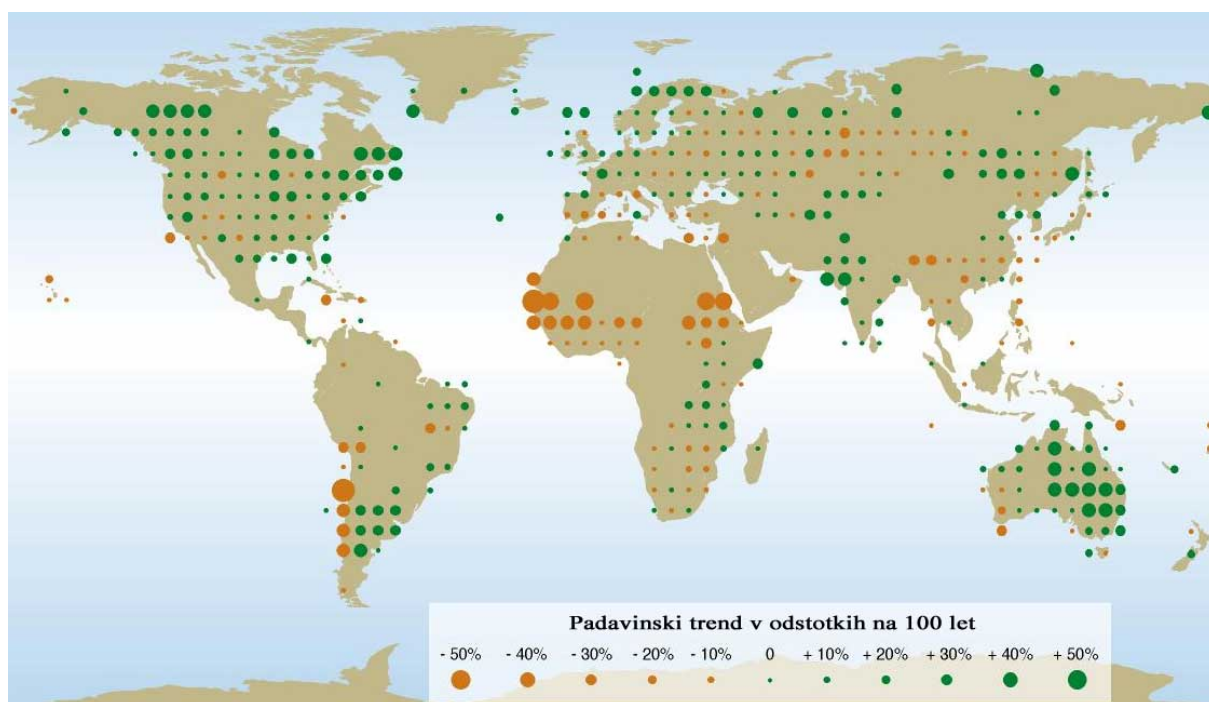 Padavinski trend v odstotkih na 100 let
- 50% - 40% - 30% - 20% - 10% 0 + 10% + 20% + 30% + 40% + 50%